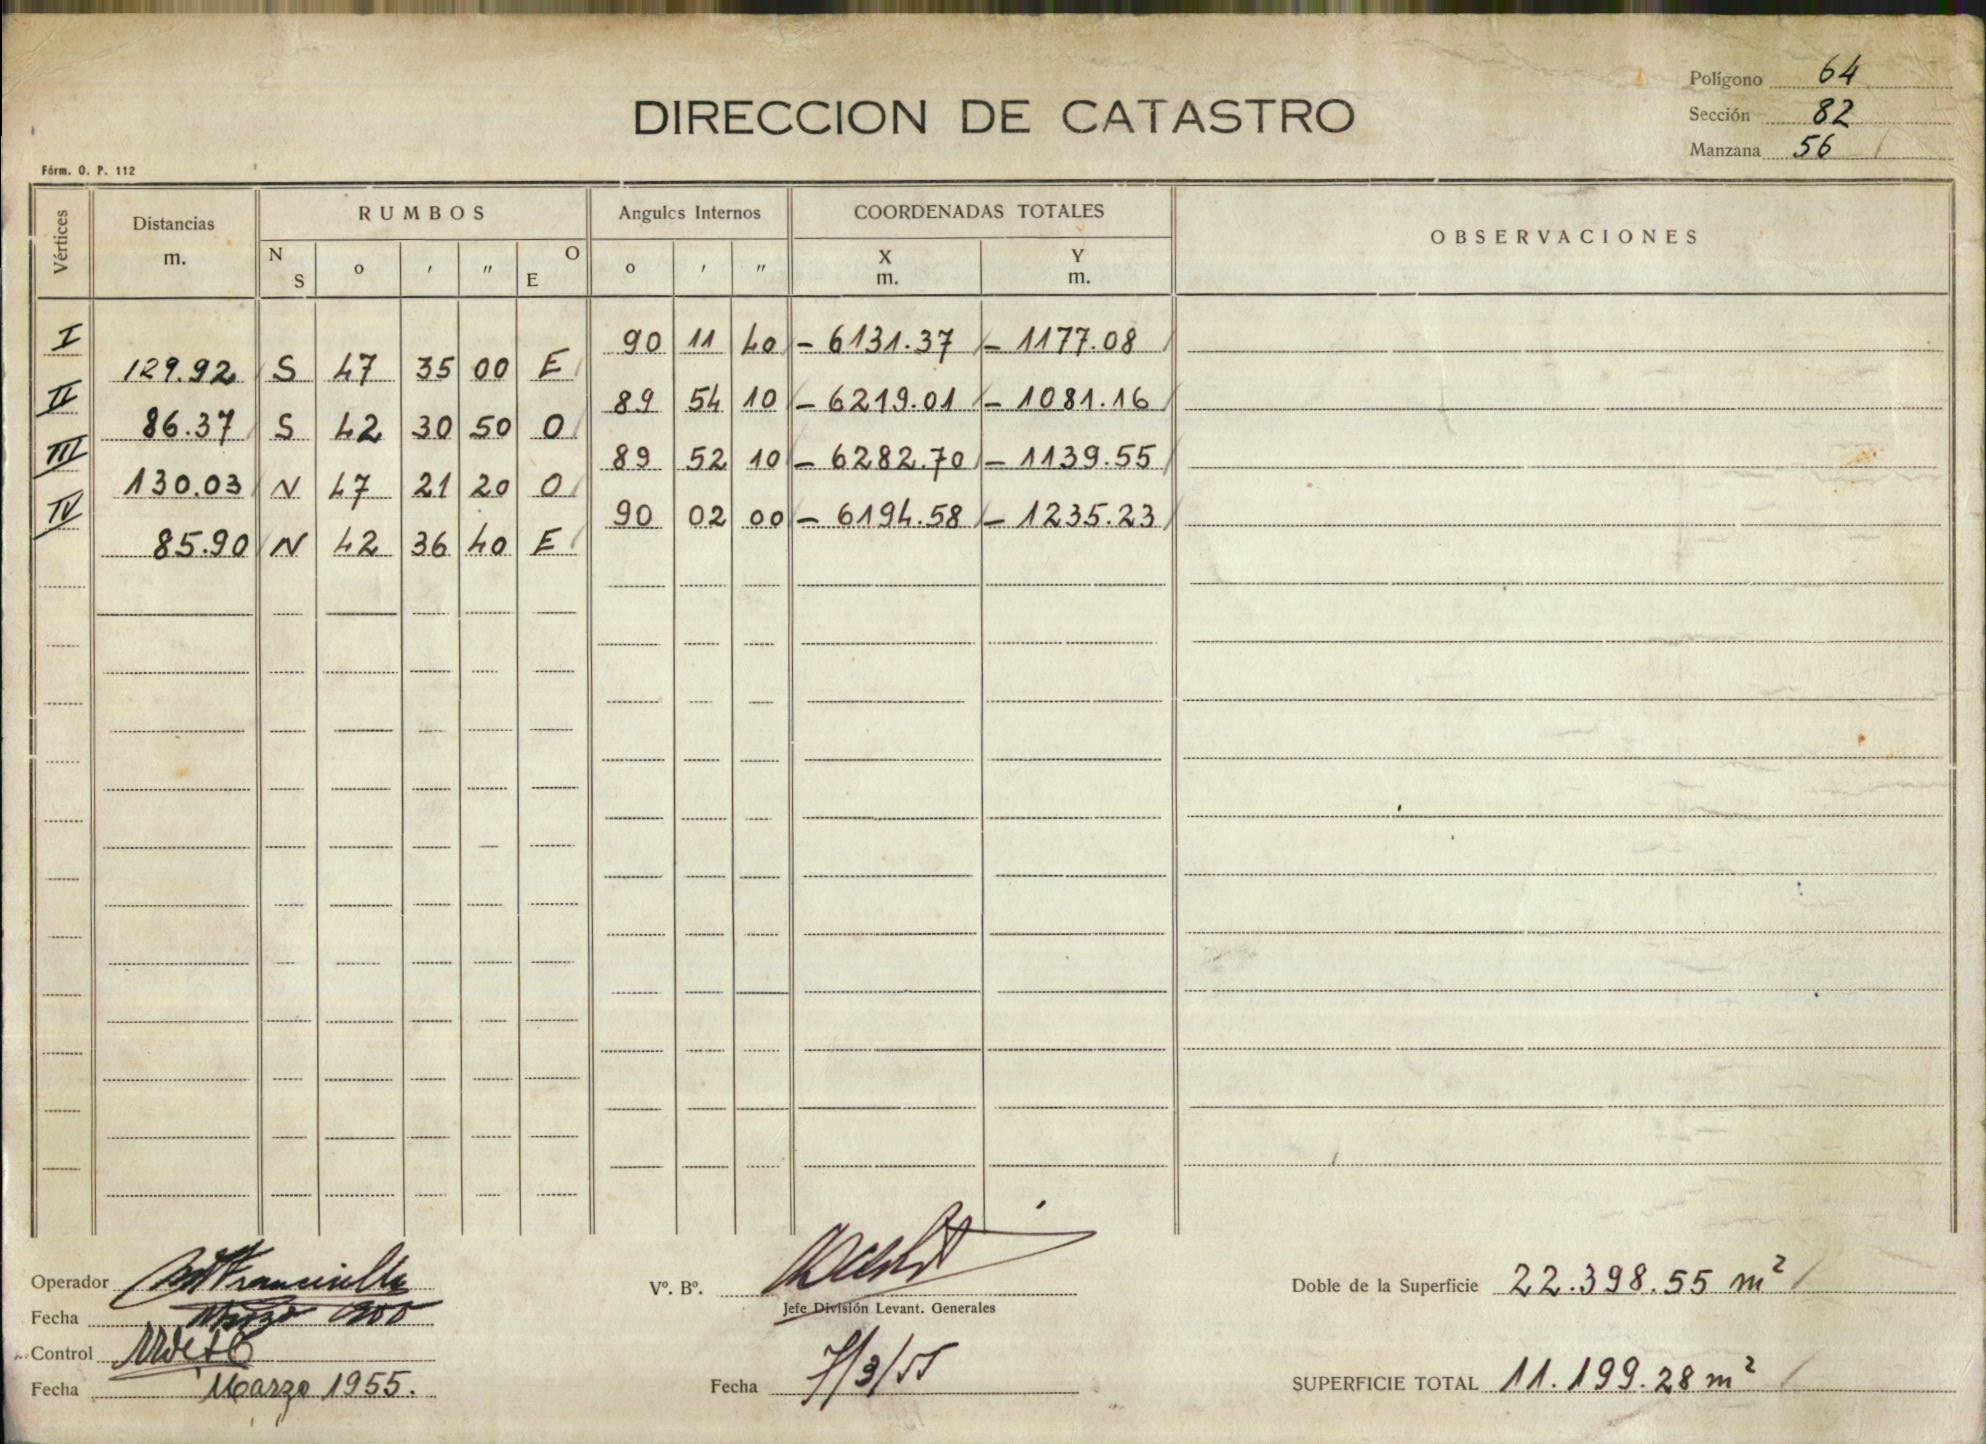 Polígono 64
DIRECCION DE CATASTRO
Sección 82
Manzana 56
Fórm. O. P. 112
Vértices Distancias m. RUMBOS Angulos Internos COORDENADAS TOTALES OBSERVACIONES
N S o ′ ″ O E o ′ ″ X m. Y m.
I 90 11 40 - 6131.37 - 1177.08
129.92 S 47 35 00 E
II 89 54 10 - 6219.01 - 1081.16
86.37 S 42 30 50 O
III 89 52 10 - 6282.70 - 1139.55
130.03 N 47 21 20 O
IV 90 02 00 - 6194.58 - 1235.23
85.90 N 42 36 40 E
Operador
Vº. Bº.
Doble de la Superficie 22.398.55 m²
Jefe División Levant. Generales
Fecha Marzo
Control
Fecha Marzo 1955.
Fecha 7/3/55
SUPERFICIE TOTAL 11.199.28 m²